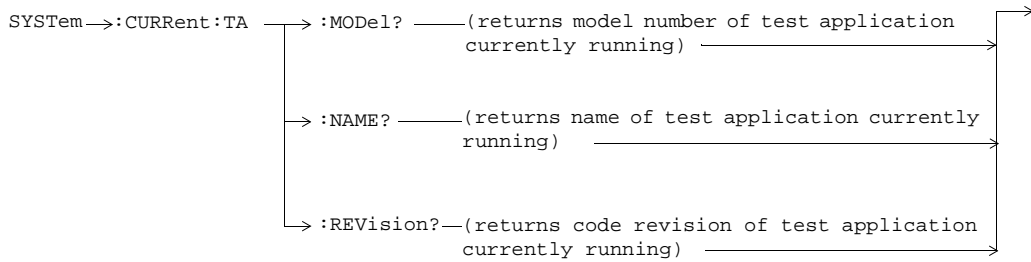 SYSTem :CURRent:TA :MODel? (returns model number of test application
currently running)
:NAME? (returns name of test application currently
running)
:REVision? (returns code revision of test application
currently running)